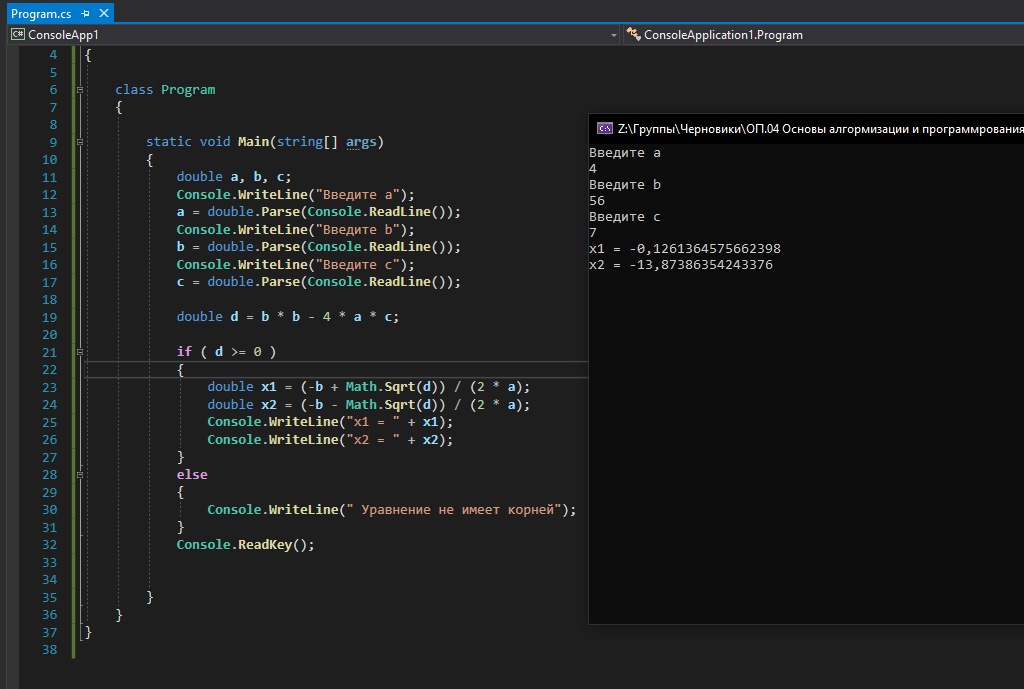 Program.cs
C# ConsoleApp1
ConsoleApplication1.Program
4 {
5
6 class Program
7 {
8
9 static void Main(string[] args)
10 {
11 double a, b, c;
12 Console.WriteLine("Введите a");
13 a = double.Parse(Console.ReadLine());
14 Console.WriteLine("Введите b");
15 b = double.Parse(Console.ReadLine());
16 Console.WriteLine("Введите c");
17 c = double.Parse(Console.ReadLine());
18
19 double d = b * b - 4 * a * c;
20
21 if ( d >= 0 )
22 {
23 double x1 = (-b + Math.Sqrt(d)) / (2 * a);
24 double x2 = (-b - Math.Sqrt(d)) / (2 * a);
25 Console.WriteLine("x1 = " + x1);
26 Console.WriteLine("x2 = " + x2);
27 }
28 else
29 {
30 Console.WriteLine(" Уравнение не имеет корней");
31 }
32 Console.ReadKey();
33
34
35 }
36 }
37 }
38
Z:\Группы\Черновики\ОП.04 Основы алгормизации и программрования
Введите a
4
Введите b
56
Введите c
7
x1 = -0,1261364575662398
x2 = -13,87386354243376